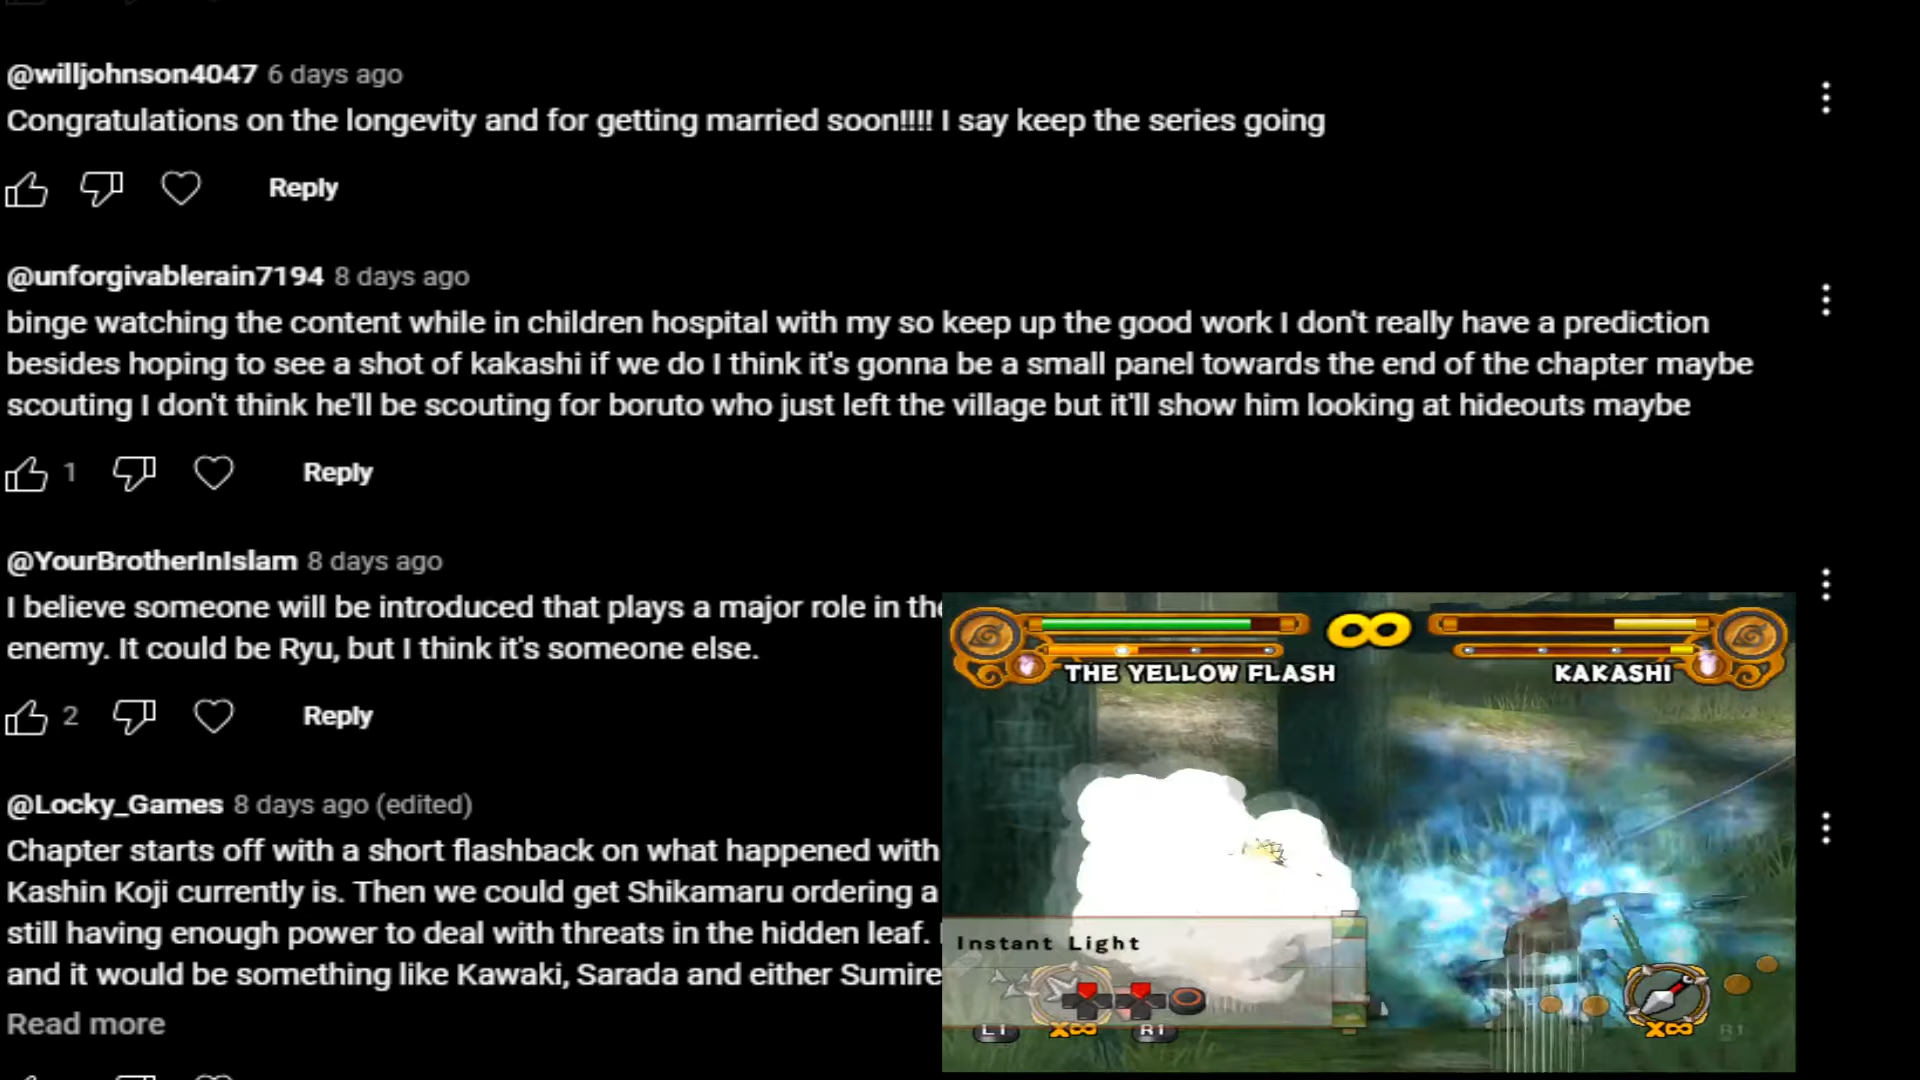 @willjohnson4047 6 days ago
Congratulations on the longevity and for getting married soon!!!! I say keep the series going
Reply
@unforgivablerain7194 8 days ago
binge watching the content while in children hospital with my so keep up the good work I don't really have a prediction
besides hoping to see a shot of kakashi if we do I think it's gonna be a small panel towards the end of the chapter maybe
scouting I don't think he'll be scouting for boruto who just left the village but it'll show him looking at hideouts maybe
1 Reply
@YourBrotherInIslam 8 days ago
I believe someone will be introduced that plays a major role in the
enemy. It could be Ryu, but I think it's someone else.
2 Reply
@Locky_Games 8 days ago (edited)
Chapter starts off with a short flashback on what happened with
Kashin Koji currently is. Then we could get Shikamaru ordering a
still having enough power to deal with threats in the hidden leaf.
and it would be something like Kawaki, Sarada and either Sumire
Read more
∞
THE YELLOW FLASH KAKASHI
Instant Light
L1 X∞ R1 X∞ R1